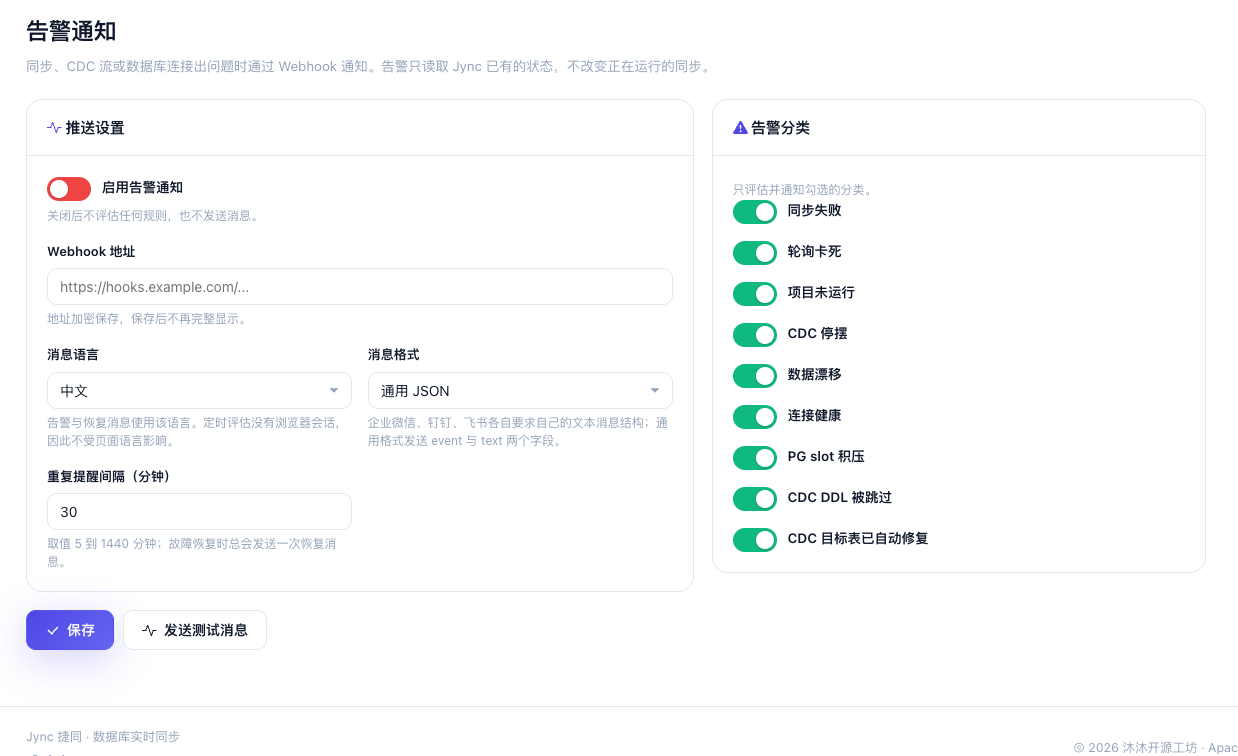 告警通知
同步、CDC 流或数据库连接出问题时通过 Webhook 通知。告警只读取 Jync 已有的状态，不改变正在运行的同步。
推送设置
启用告警通知
关闭后不评估任何规则，也不发送消息。
Webhook 地址
https://hooks.example.com/...
地址加密保存，保存后不再完整显示。
消息语言
中文
告警与恢复消息使用该语言。定时评估没有浏览器会话，
因此不受页面语言影响。
消息格式
通用 JSON
企业微信、钉钉、飞书各自要求自己的文本消息结构；通
用格式发送 event 与 text 两个字段。
重复提醒间隔（分钟）
30
取值 5 到 1440 分钟；故障恢复时总会发送一次恢复消
息。
告警分类
只评估并通知勾选的分类。
同步失败
轮询卡死
项目未运行
CDC 停摆
数据漂移
连接健康
PG slot 积压
CDC DDL 被跳过
CDC 目标表已自动修复
保存
发送测试消息
Jync 捷同 · 数据库实时同步
© 2026 沐沐开源工坊 · Apac